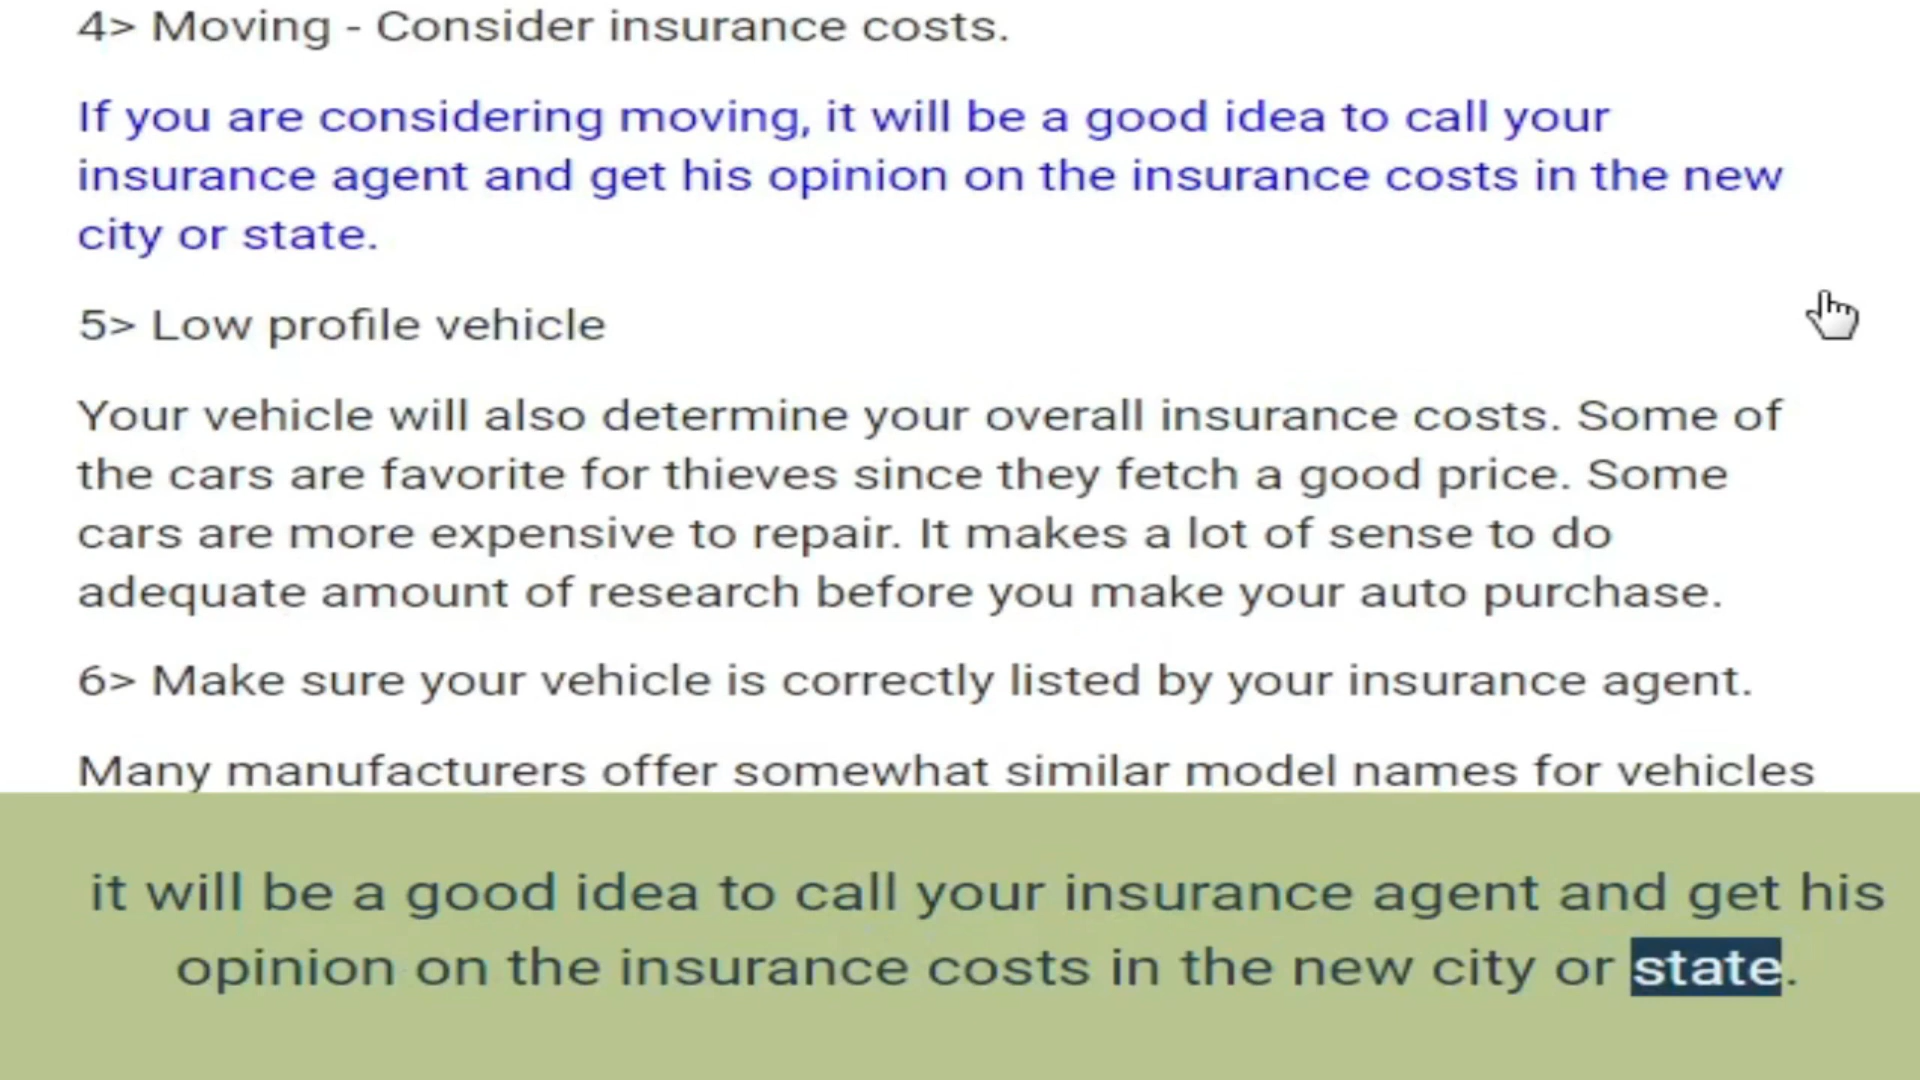 4> Moving - Consider insurance costs.
If you are considering moving, it will be a good idea to call your
insurance agent and get his opinion on the insurance costs in the new
city or state.
5> Low profile vehicle
Your vehicle will also determine your overall insurance costs. Some of
the cars are favorite for thieves since they fetch a good price. Some
cars are more expensive to repair. It makes a lot of sense to do
adequate amount of research before you make your auto purchase.
6> Make sure your vehicle is correctly listed by your insurance agent.
Many manufacturers offer somewhat similar model names for vehicles
it will be a good idea to call your insurance agent and get his
opinion on the insurance costs in the new city or state.